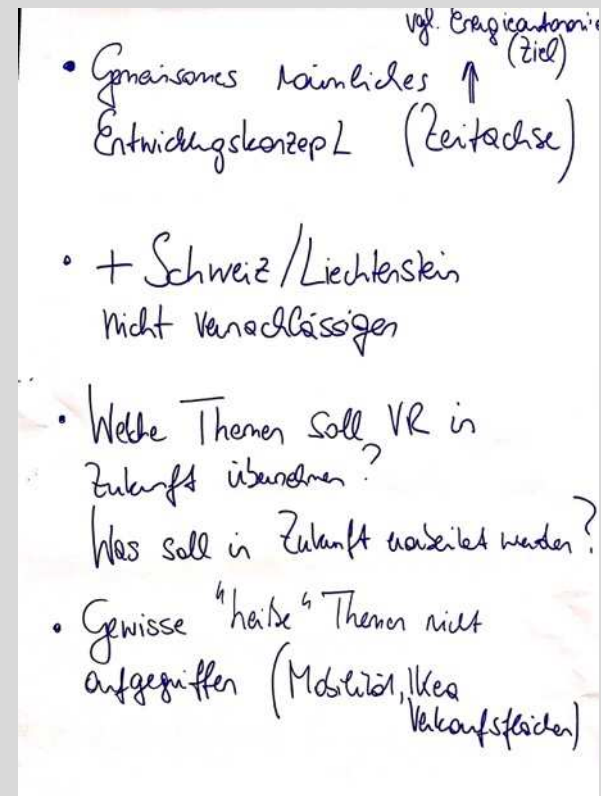 vgl. Energieautonomie
(Ziel)
• Gemeinsames räumliches ⇑
Entwicklungskonzept (Zeitachse)
• + Schweiz/Liechtenstein
nicht vernachlässigen
• Welche Themen soll VR in
Zukunft übernehmen?
Was soll in Zukunft erarbeitet werden?
• Gewisse "heiße" Themen nicht
aufgegriffen (Mobilität, Ikea
Verkaufsflächen)